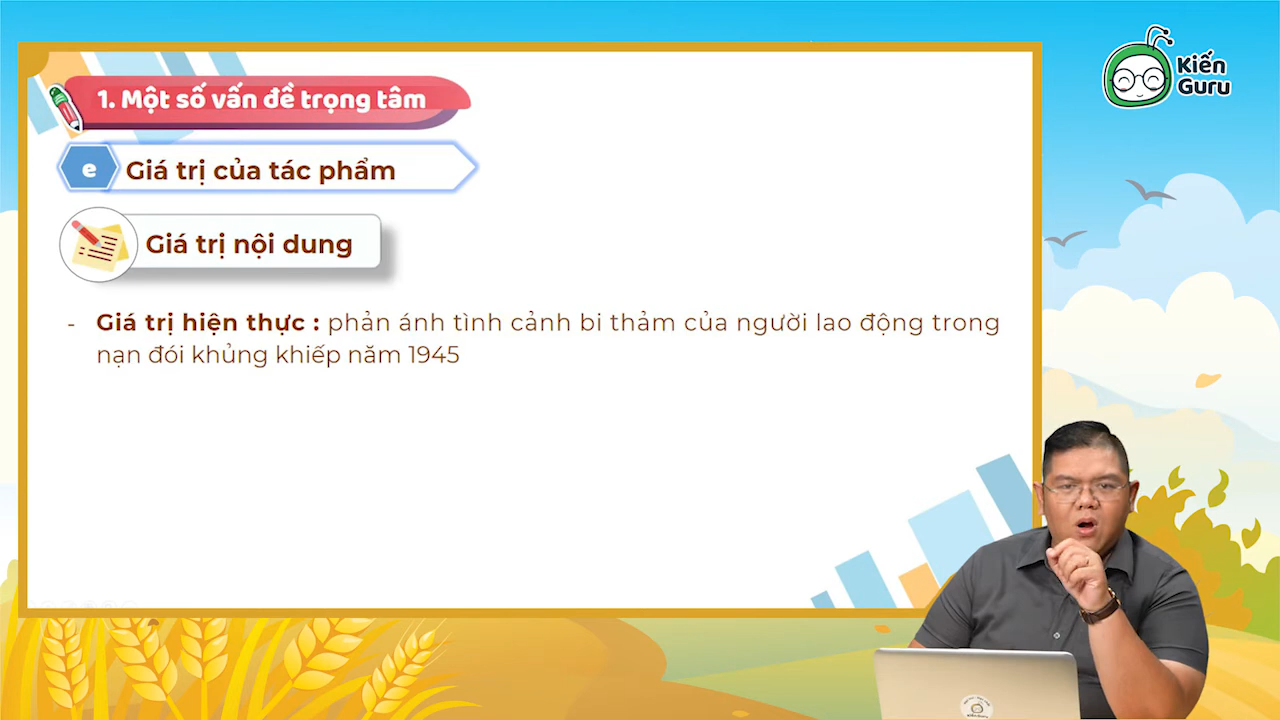 Kiến
Guru
1. Một số vấn đề trọng tâm
e Giá trị của tác phẩm
Giá trị nội dung
- Giá trị hiện thực : phản ánh tình cảnh bi thảm của người lao động trong
nạn đói khủng khiếp năm 1945